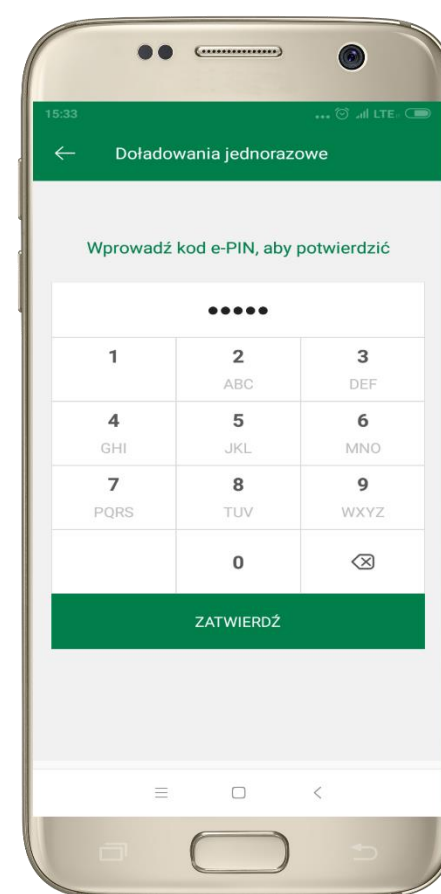 15:33
... LTE
Doładowania jednorazowe
Wprowadź kod e-PIN, aby potwierdzić
•••••
1 2 3
ABC DEF
4 5 6
GHI JKL MNO
7 8 9
PQRS TUV WXYZ
0
ZATWIERDŹ